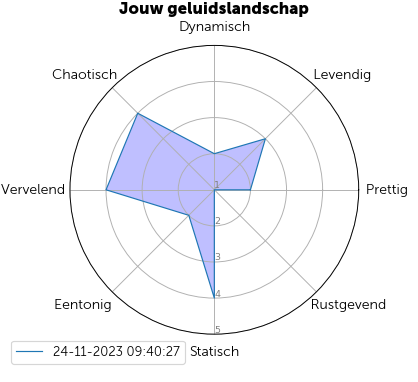 Jouw geluidslandschap
Dynamisch
Chaotisch
Levendig
Vervelend
Prettig
1
2
3
4
5
Eentonig
Rustgevend
Statisch
24-11-2023 09:40:27